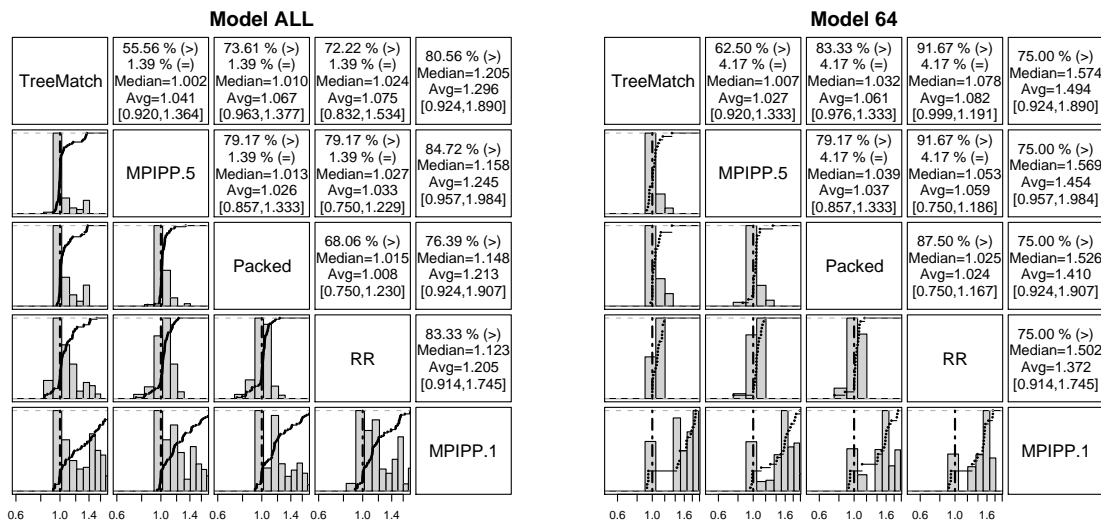 Model ALL
TreeMatch
55.56 % (>)
1.39 % (=)
Median=1.002
Avg=1.041
[0.920,1.364]
73.61 % (>)
1.39 % (=)
Median=1.010
Avg=1.067
[0.963,1.377]
72.22 % (>)
1.39 % (=)
Median=1.024
Avg=1.075
[0.832,1.534]
80.56 % (>)
Median=1.205
Avg=1.296
[0.924,1.890]
MPIPP.5
79.17 % (>)
1.39 % (=)
Median=1.013
Avg=1.026
[0.857,1.333]
79.17 % (>)
1.39 % (=)
Median=1.027
Avg=1.033
[0.750,1.229]
84.72 % (>)
Median=1.158
Avg=1.245
[0.957,1.984]
Packed
68.06 % (>)
Median=1.015
Avg=1.008
[0.750,1.230]
76.39 % (>)
Median=1.148
Avg=1.213
[0.924,1.907]
RR
83.33 % (>)
Median=1.123
Avg=1.205
[0.914,1.745]
MPIPP.1
0.6 1.0 1.4 0.6 1.0 1.4 0.6 1.0 1.4 0.6 1.0 1.4
Model 64
TreeMatch
62.50 % (>)
4.17 % (=)
Median=1.007
Avg=1.027
[0.920,1.333]
83.33 % (>)
4.17 % (=)
Median=1.032
Avg=1.061
[0.976,1.333]
91.67 % (>)
4.17 % (=)
Median=1.078
Avg=1.082
[0.999,1.191]
75.00 % (>)
Median=1.574
Avg=1.494
[0.924,1.890]
MPIPP.5
79.17 % (>)
4.17 % (=)
Median=1.039
Avg=1.037
[0.857,1.333]
91.67 % (>)
4.17 % (=)
Median=1.053
Avg=1.059
[0.750,1.186]
75.00 % (>)
Median=1.569
Avg=1.454
[0.957,1.984]
Packed
87.50 % (>)
Median=1.025
Avg=1.024
[0.750,1.167]
75.00 % (>)
Median=1.526
Avg=1.410
[0.924,1.907]
RR
75.00 % (>)
Median=1.502
Avg=1.372
[0.914,1.745]
MPIPP.1
0.6 1.0 1.6 0.6 1.0 1.6 0.6 1.0 1.6 0.6 1.0 1.6